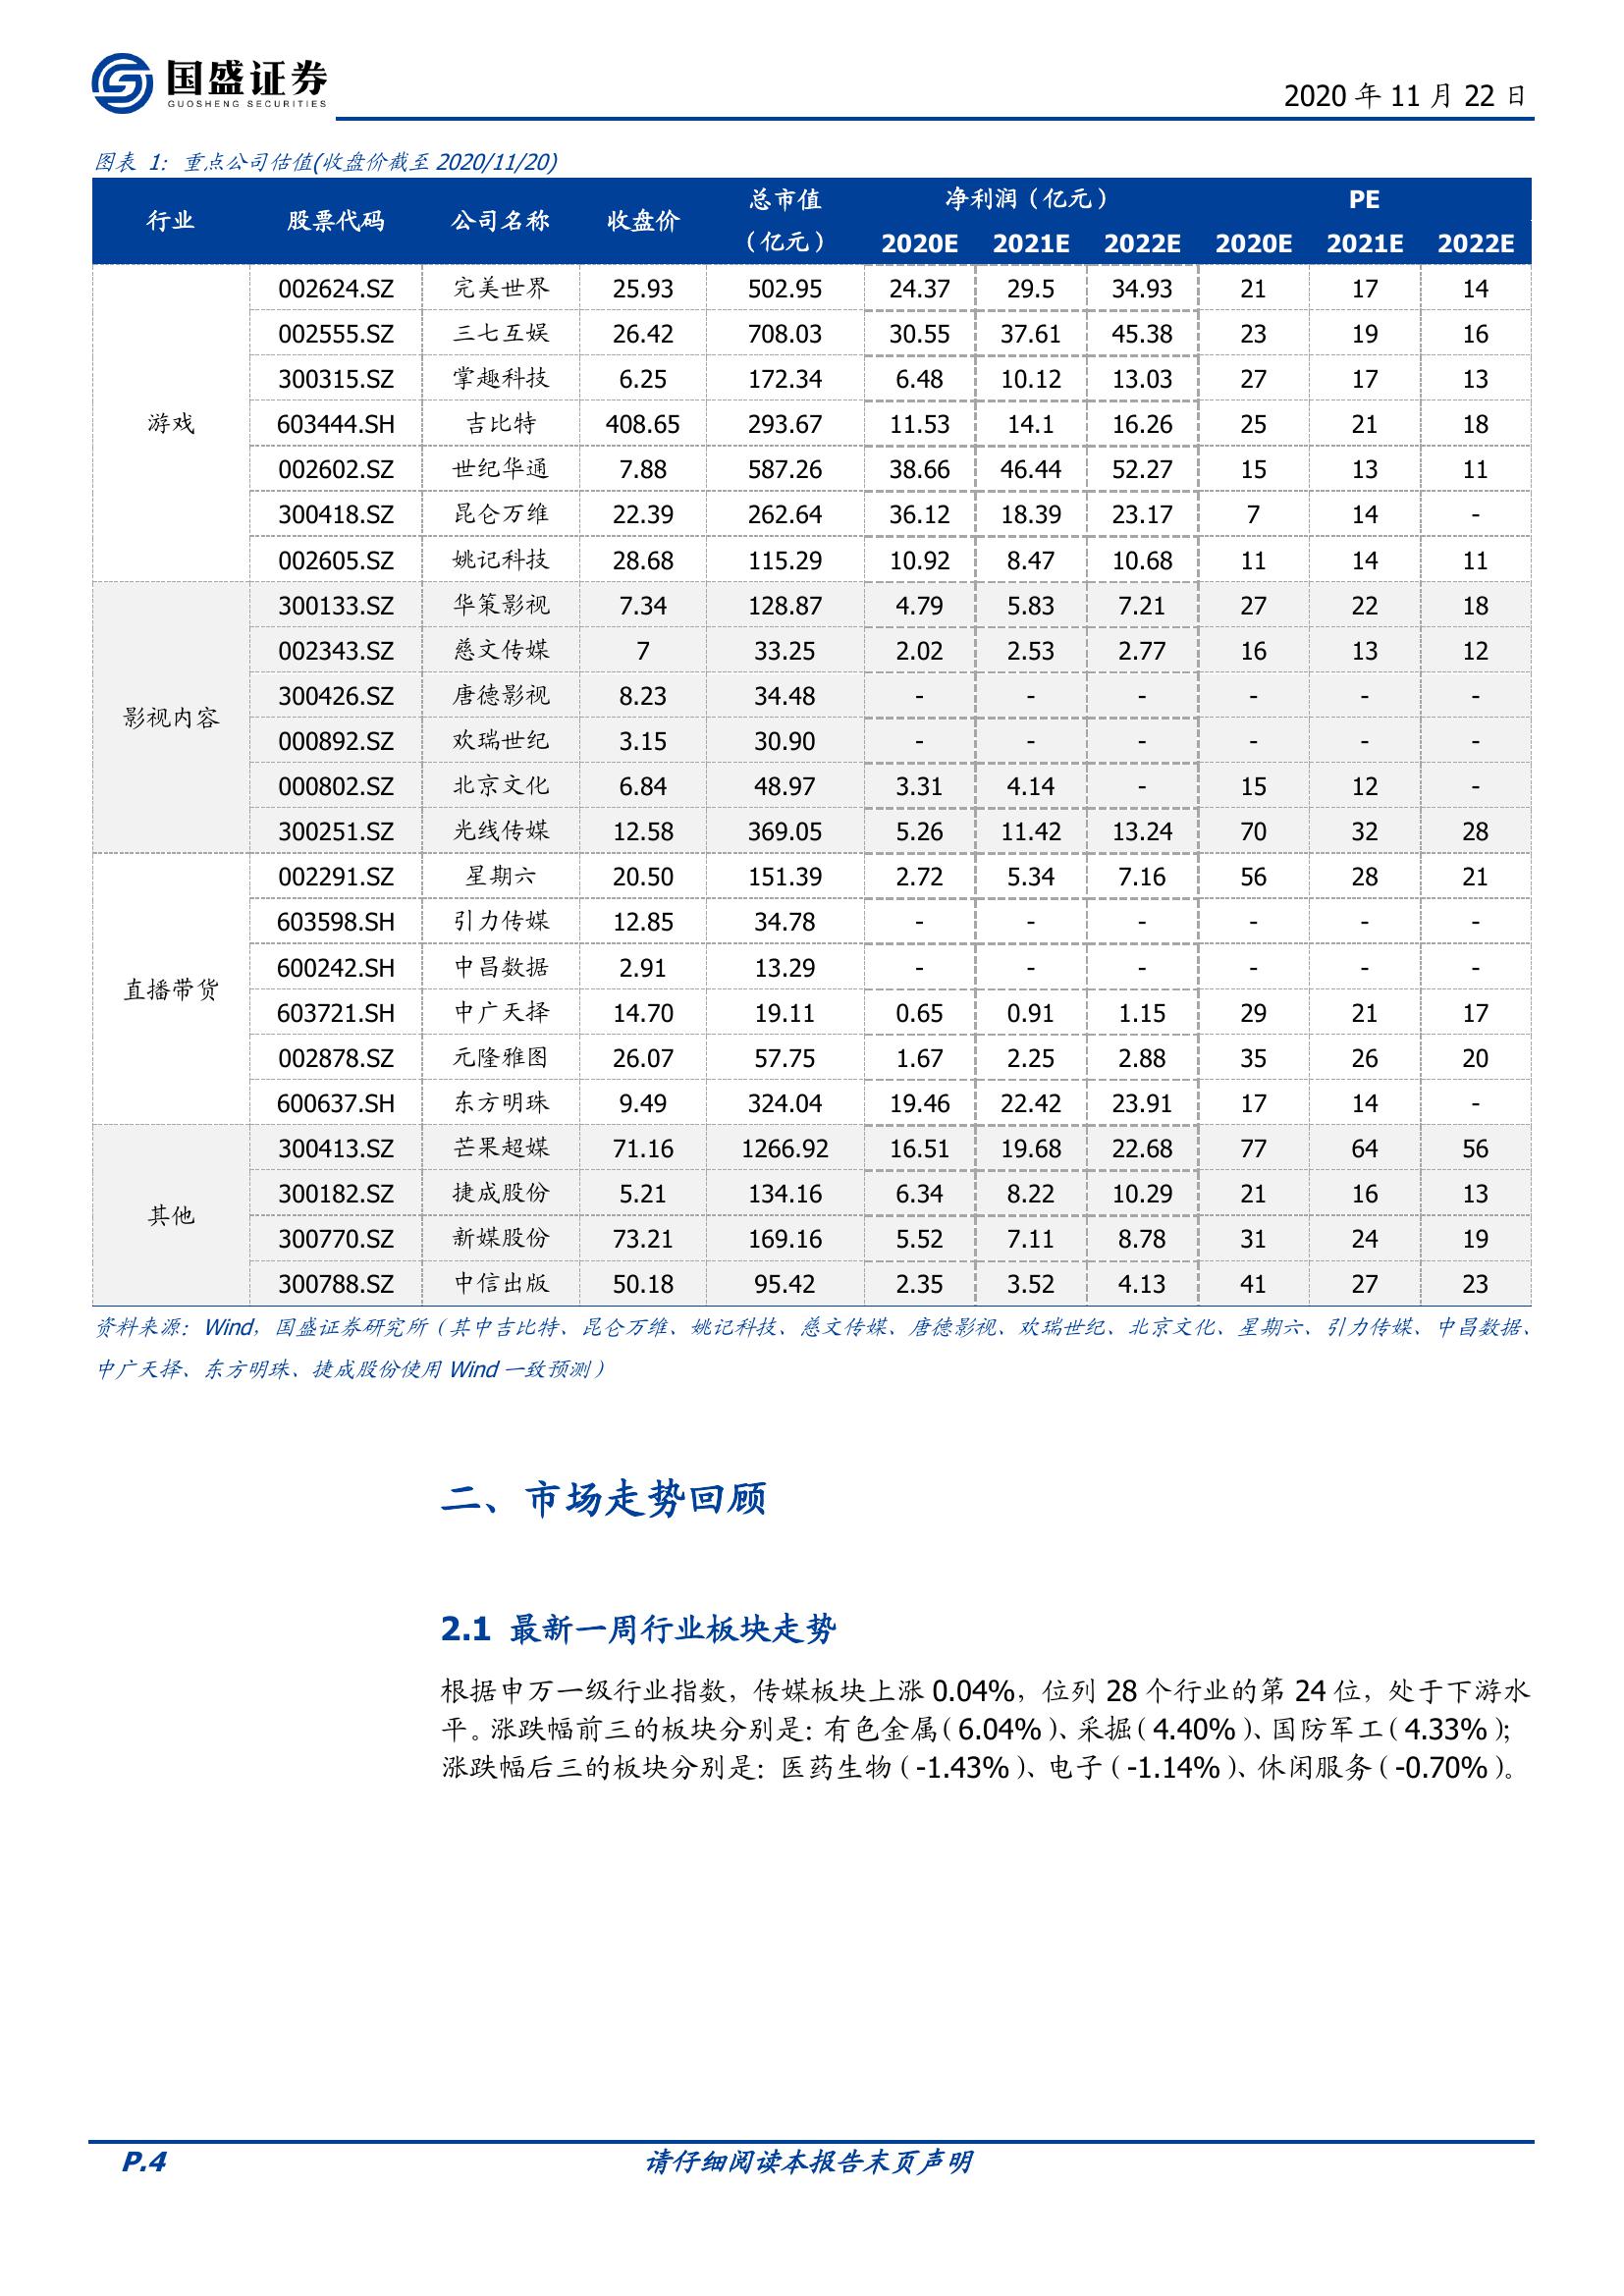 国盛证券
GUOSHENG SECURITIES
2020 年 11 月 22 日
图表 1：重点公司估值(收盘价截至 2020/11/20)
行业 股票代码 公司名称 收盘价 总市值（亿元） 净利润（亿元） PE
2020E 2021E 2022E 2020E 2021E 2022E
游戏
002624.SZ 完美世界 25.93 502.95 24.37 29.5 34.93 21 17 14
002555.SZ 三七互娱 26.42 708.03 30.55 37.61 45.38 23 19 16
300315.SZ 掌趣科技 6.25 172.34 6.48 10.12 13.03 27 17 13
603444.SH 吉比特 408.65 293.67 11.53 14.1 16.26 25 21 18
002602.SZ 世纪华通 7.88 587.26 38.66 46.44 52.27 15 13 11
300418.SZ 昆仑万维 22.39 262.64 36.12 18.39 23.17 7 14 -
002605.SZ 姚记科技 28.68 115.29 10.92 8.47 10.68 11 14 11
影视内容
300133.SZ 华策影视 7.34 128.87 4.79 5.83 7.21 27 22 18
002343.SZ 慈文传媒 7 33.25 2.02 2.53 2.77 16 13 12
300426.SZ 唐德影视 8.23 34.48 - - - - - -
000892.SZ 欢瑞世纪 3.15 30.90 - - - - - -
000802.SZ 北京文化 6.84 48.97 3.31 4.14 - 15 12 -
300251.SZ 光线传媒 12.58 369.05 5.26 11.42 13.24 70 32 28
直播带货
002291.SZ 星期六 20.50 151.39 2.72 5.34 7.16 56 28 21
603598.SH 引力传媒 12.85 34.78 - - - - - -
600242.SH 中昌数据 2.91 13.29 - - - - - -
603721.SH 中广天择 14.70 19.11 0.65 0.91 1.15 29 21 17
002878.SZ 元隆雅图 26.07 57.75 1.67 2.25 2.88 35 26 20
600637.SH 东方明珠 9.49 324.04 19.46 22.42 23.91 17 14 -
其他
300413.SZ 芒果超媒 71.16 1266.92 16.51 19.68 22.68 77 64 56
300182.SZ 捷成股份 5.21 134.16 6.34 8.22 10.29 21 16 13
300770.SZ 新媒股份 73.21 169.16 5.52 7.11 8.78 31 24 19
300788.SZ 中信出版 50.18 95.42 2.35 3.52 4.13 41 27 23
资料来源：Wind，国盛证券研究所（其中吉比特、昆仑万维、姚记科技、慈文传媒、唐德影视、欢瑞世纪、北京文化、星期六、引力传媒、中昌数据、
中广天择、东方明珠、捷成股份使用 Wind 一致预测）
二、市场走势回顾
2.1 最新一周行业板块走势
根据申万一级行业指数，传媒板块上涨 0.04%，位列 28 个行业的第 24 位，处于下游水
平。涨跌幅前三的板块分别是：有色金属（6.04%）、采掘（4.40%）、国防军工（4.33%）；
涨跌幅后三的板块分别是：医药生物（-1.43%）、电子（-1.14%）、休闲服务（-0.70%）。
P.4
请仔细阅读本报告末页声明